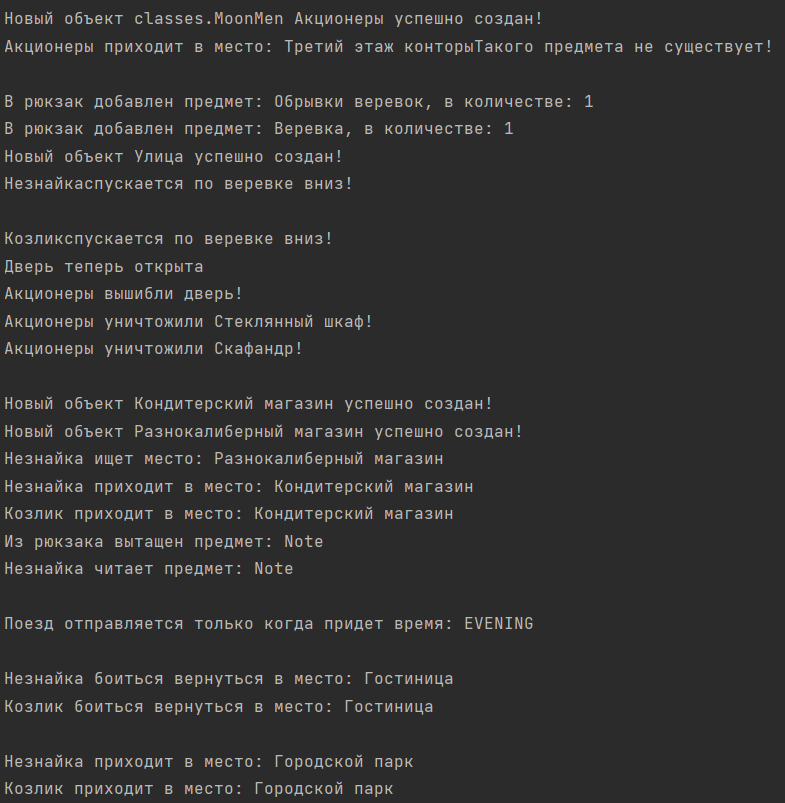 Новый объект classes.MoonMen Акционеры успешно создан!
Акционеры приходит в место: Третий этаж конторыТакого предмета не существует!
В рюкзак добавлен предмет: Обрывки веревок, в количестве: 1
В рюкзак добавлен предмет: Веревка, в количестве: 1
Новый объект Улица успешно создан!
Незнайкаспускается по веревке вниз!
Козликспускается по веревке вниз!
Дверь теперь открыта
Акционеры вышибли дверь!
Акционеры уничтожили Стеклянный шкаф!
Акционеры уничтожили Скафандр!
Новый объект Кондитерский магазин успешно создан!
Новый объект Разнокалиберный магазин успешно создан!
Незнайка ищет место: Разнокалиберный магазин
Незнайка приходит в место: Кондитерский магазин
Козлик приходит в место: Кондитерский магазин
Из рюкзака вытащен предмет: Note
Незнайка читает предмет: Note
Поезд отправляется только когда придет время: EVENING
Незнайка боиться вернуться в место: Гостиница
Козлик боиться вернуться в место: Гостиница
Незнайка приходит в место: Городской парк
Козлик приходит в место: Городской парк